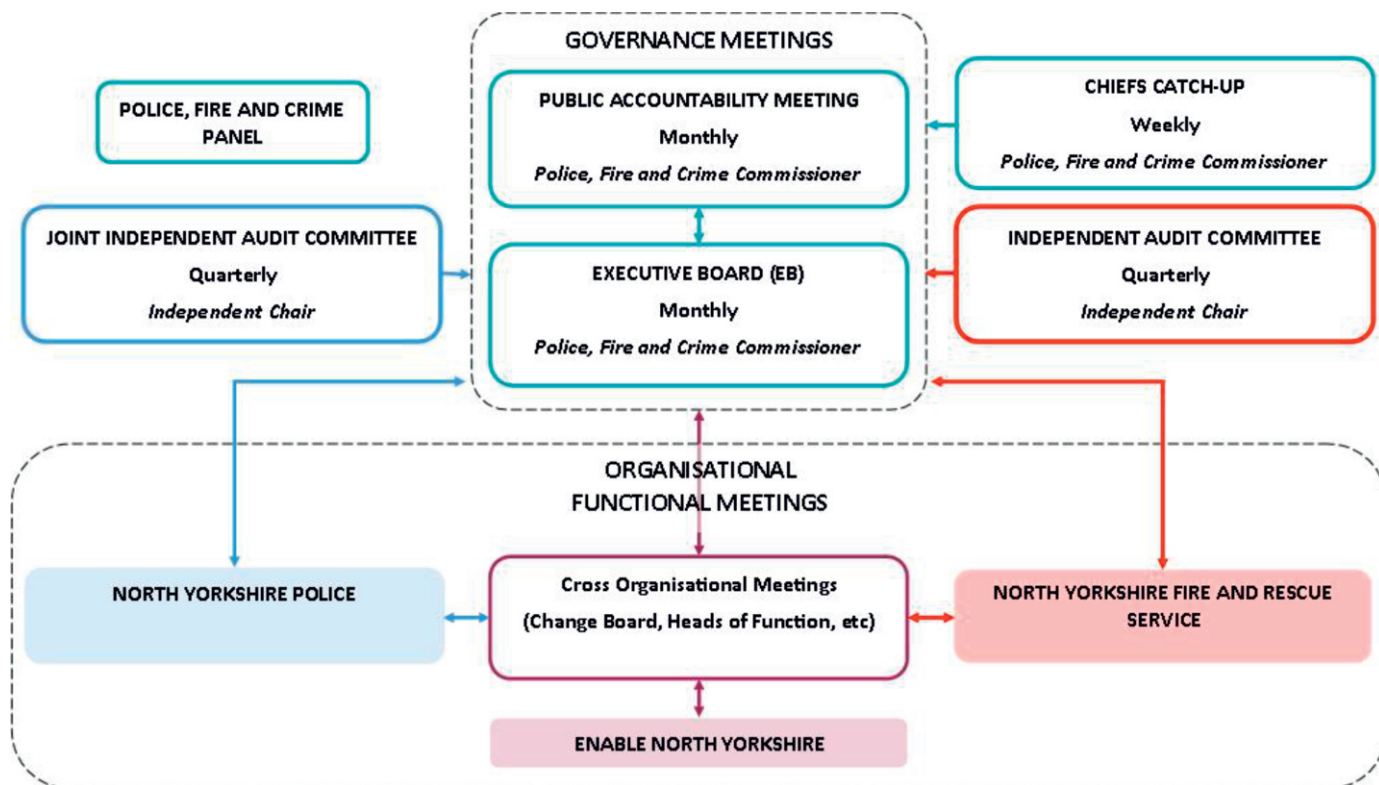 GOVERNANCE MEETINGS
POLICE, FIRE AND CRIME
PANEL
PUBLIC ACCOUNTABILITY MEETING
Monthly
Police, Fire and Crime Commissioner
CHIEFS CATCH-UP
Weekly
Police, Fire and Crime Commissioner
JOINT INDEPENDENT AUDIT COMMITTEE
Quarterly
Independent Chair
EXECUTIVE BOARD (EB)
Monthly
Police, Fire and Crime Commissioner
INDEPENDENT AUDIT COMMITTEE
Quarterly
Independent Chair
ORGANISATIONAL
FUNCTIONAL MEETINGS
NORTH YORKSHIRE POLICE
Cross Organisational Meetings
(Change Board, Heads of Function, etc)
NORTH YORKSHIRE FIRE AND RESCUE
SERVICE
ENABLE NORTH YORKSHIRE